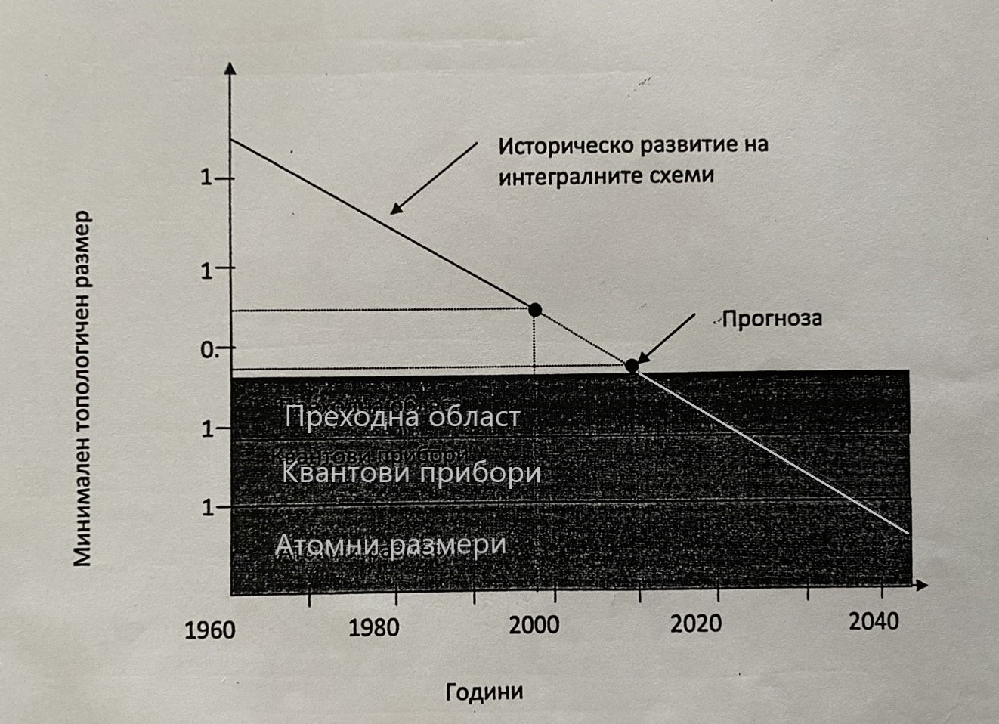 Историческо развитие на
интегралните схеми
1
1
Прогноза
0.
Преходна област
1
Квантови прибори
Квантови прибори
1
Атомни размери
Минимален топологичен размер
1960
1980
2000
2020
2040
Години